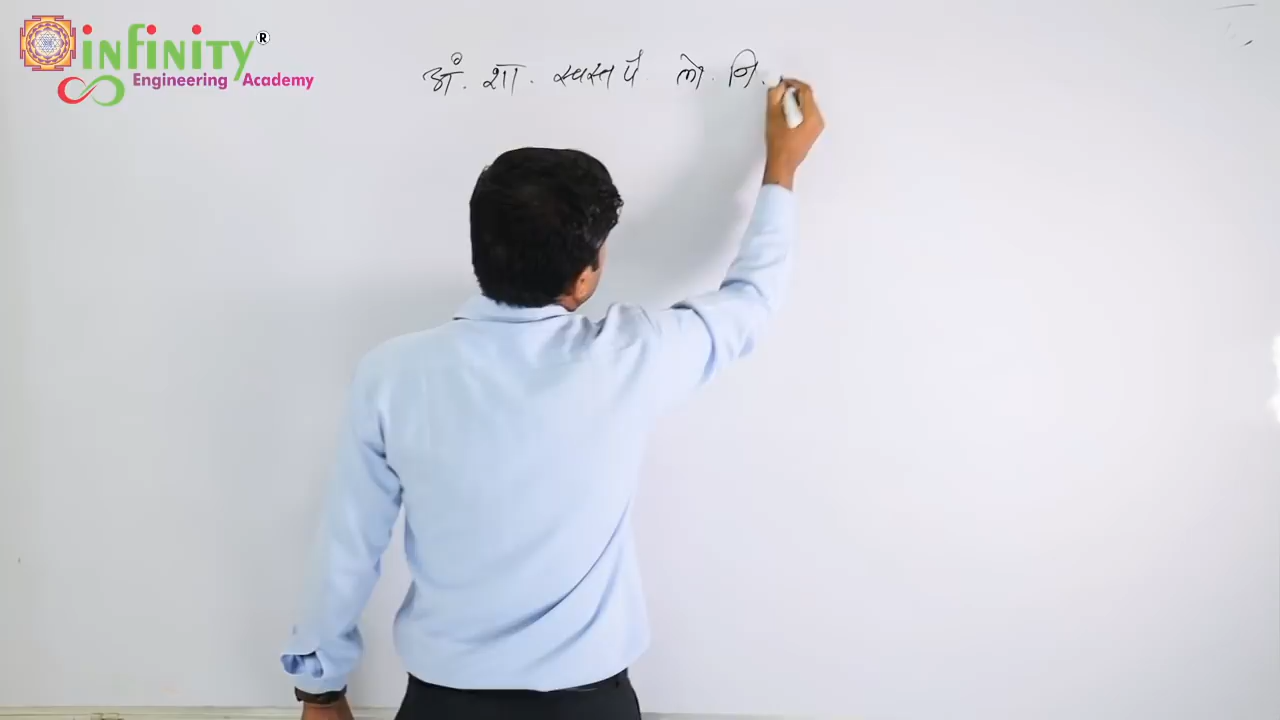 infinity ®
Engineering Academy
अं. शा. स्वस्त पै. लो. नि.